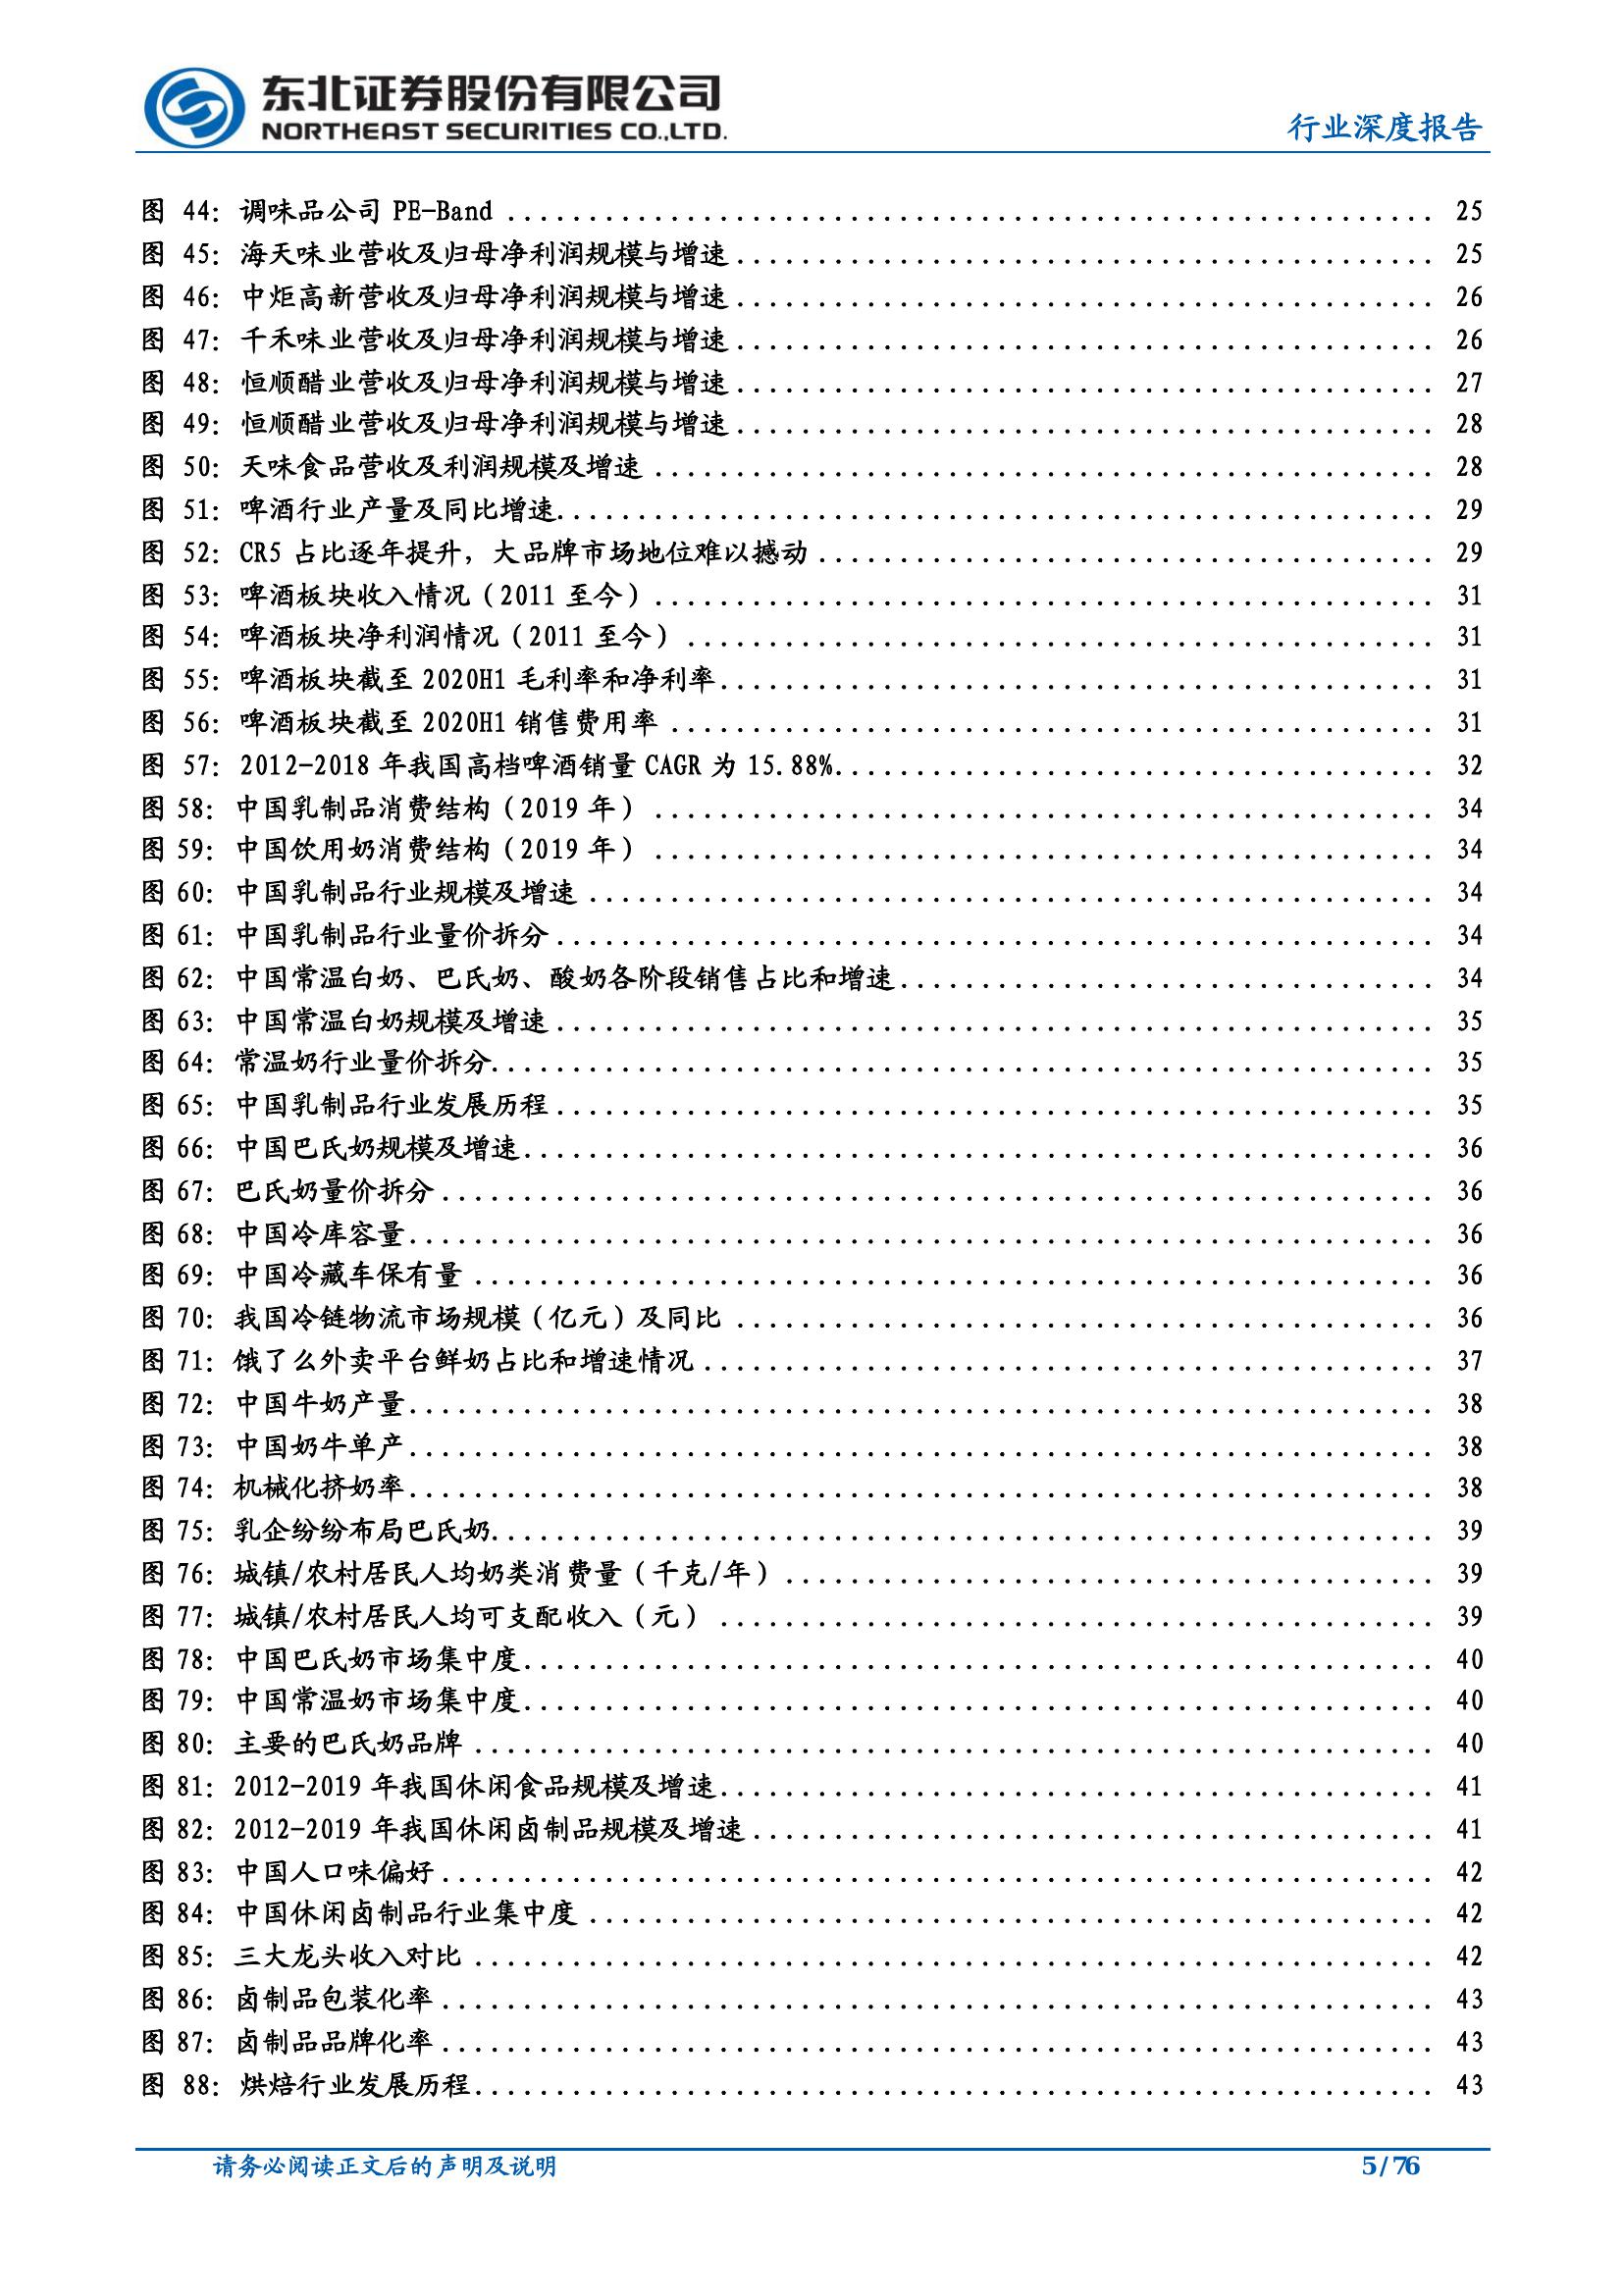 东北证券股份有限公司
NORTHEAST SECURITIES CO.,LTD.
行业深度报告
图 44: 调味品公司 PE-Band ........................................................ 25
图 45: 海天味业营收及归母净利润规模与增速 ........................................... 25
图 46: 中炬高新营收及归母净利润规模与增速 ........................................... 26
图 47: 千禾味业营收及归母净利润规模与增速 ........................................... 26
图 48: 恒顺醋业营收及归母净利润规模与增速 ........................................... 27
图 49: 恒顺醋业营收及归母净利润规模与增速 ........................................... 28
图 50: 天味食品营收及利润规模及增速 ................................................ 28
图 51: 啤酒行业产量及同比增速...................................................... 29
图 52: CR5 占比逐年提升，大品牌市场地位难以撼动 ...................................... 29
图 53: 啤酒板块收入情况（2011 至今） ................................................ 31
图 54: 啤酒板块净利润情况（2011 至今） .............................................. 31
图 55: 啤酒板块截至 2020H1 毛利率和净利率............................................ 31
图 56: 啤酒板块截至 2020H1 销售费用率 ............................................... 31
图 57: 2012-2018 年我国高档啤酒销量 CAGR 为 15.88%..................................... 32
图 58: 中国乳制品消费结构（2019 年） ................................................ 34
图 59: 中国饮用奶消费结构（2019 年） ................................................ 34
图 60: 中国乳制品行业规模及增速 .................................................... 34
图 61: 中国乳制品行业量价拆分 ...................................................... 34
图 62: 中国常温白奶、巴氏奶、酸奶各阶段销售占比和增速................................. 34
图 63: 中国常温白奶规模及增速 ...................................................... 35
图 64: 常温奶行业量价拆分.......................................................... 35
图 65: 中国乳制品行业发展历程 ...................................................... 35
图 66: 中国巴氏奶规模及增速........................................................ 36
图 67: 巴氏奶量价拆分 ............................................................. 36
图 68: 中国冷库容量............................................................... 36
图 69: 中国冷藏车保有量 ........................................................... 36
图 70: 我国冷链物流市场规模（亿元）及同比 ........................................... 36
图 71: 饿了么外卖平台鲜奶占比和增速情况 ............................................. 37
图 72: 中国牛奶产量............................................................... 38
图 73: 中国奶牛单产............................................................... 38
图 74: 机械化挤奶率............................................................... 38
图 75: 乳企纷纷布局巴氏奶.......................................................... 39
图 76: 城镇/农村居民人均奶类消费量（千克/年） ........................................ 39
图 77: 城镇/农村居民人均可支配收入（元） ............................................ 39
图 78: 中国巴氏奶市场集中度........................................................ 40
图 79: 中国常温奶市场集中度........................................................ 40
图 80: 主要的巴氏奶品牌 ........................................................... 40
图 81: 2012-2019 年我国休闲食品规模及增速............................................ 41
图 82: 2012-2019 年我国休闲卤制品规模及增速 .......................................... 41
图 83: 中国人口味偏好 ............................................................. 42
图 84: 中国休闲卤制品行业集中度 .................................................... 42
图 85: 三大龙头收入对比 ........................................................... 42
图 86: 卤制品包装化率 ............................................................. 43
图 87: 卤制品品牌化率 ............................................................. 43
图 88: 烘焙行业发展历程........................................................... 43
请务必阅读正文后的声明及说明
5 / 76